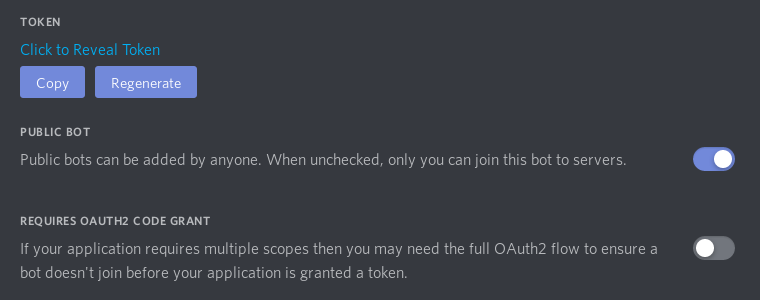 TOKEN
Click to Reveal Token
Copy Regenerate
PUBLIC BOT
Public bots can be added by anyone. When unchecked, only you can join this bot to servers.
REQUIRES OAUTH2 CODE GRANT
If your application requires multiple scopes then you may need the full OAuth2 flow to ensure a
bot doesn't join before your application is granted a token.